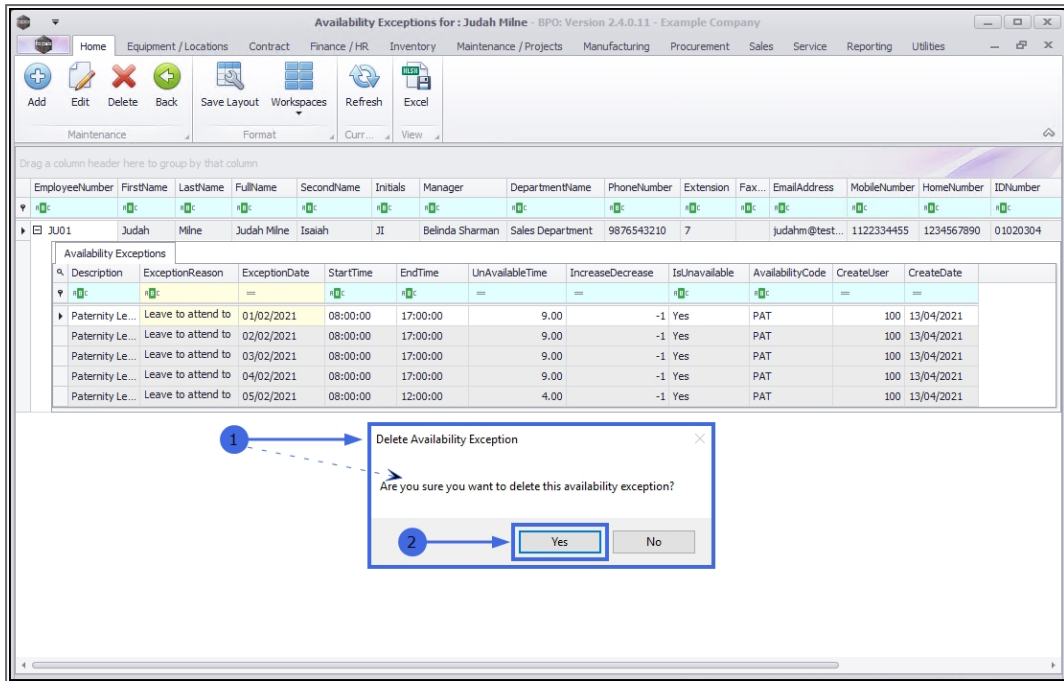 Availability Exceptions for : Judah Milne - BPO: Version 2.4.0.11 - Example Company
Home Equipment / Locations Contract Finance / HR Inventory Maintenance / Projects Manufacturing Procurement Sales Service Reporting Utilities
Add Edit Delete Back Save Layout Workspaces Refresh Excel
Maintenance Format Curr... View
Drag a column header here to group by that column
EmployeeNumber FirstName LastName FullName SecondName Initials Manager DepartmentName PhoneNumber Extension Fax... EmailAddress MobileNumber HomeNumber IDNumber
JU01 Judah Milne Judah Milne Isaiah JI Belinda Sharman Sales Department 9876543210 7 judahm@test... 1122334455 1234567890 01020304
Availability Exceptions
Description ExceptionReason ExceptionDate StartTime EndTime UnAvailableTime IncreaseDecrease IsUnavailable AvailabilityCode CreateUser CreateDate
= = = = =
Paternity Le... Leave to attend to 01/02/2021 08:00:00 17:00:00 9.00 -1 Yes PAT 100 13/04/2021
Paternity Le... Leave to attend to 02/02/2021 08:00:00 17:00:00 9.00 -1 Yes PAT 100 13/04/2021
Paternity Le... Leave to attend to 03/02/2021 08:00:00 17:00:00 9.00 -1 Yes PAT 100 13/04/2021
Paternity Le... Leave to attend to 04/02/2021 08:00:00 17:00:00 9.00 -1 Yes PAT 100 13/04/2021
Paternity Le... Leave to attend to 05/02/2021 08:00:00 12:00:00 4.00 -1 Yes PAT 100 13/04/2021
1 Delete Availability Exception
Are you sure you want to delete this availability exception?
2 Yes No